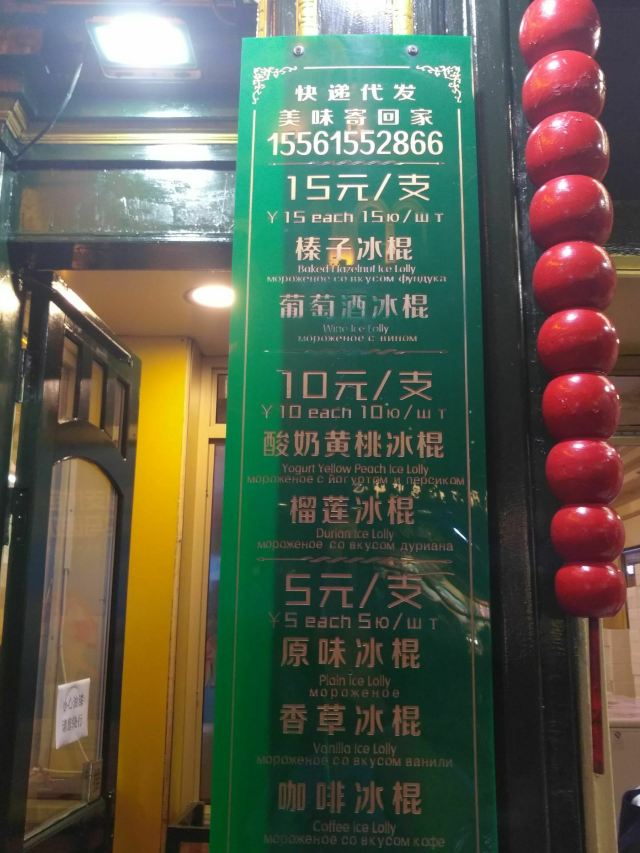 快递代发
美味寄回家
15561552866
15元/支
￥15 each 15ю/шт
榛子冰棍
Baked Hazelnut Ice Lolly
мороженое со вкусом фундука
葡萄酒冰棍
Wine Ice Lolly
мороженое с вином
10元/支
￥10 each 10ю/шт
酸奶黄桃冰棍
Yogurt Yellow Peach Ice Lolly
мороженое с йогуртом и персиком
榴莲冰棍
Durian Ice Lolly
мороженое со вкусом дуриана
5元/支
￥5 each 5ю/шт
原味冰棍
Plain Ice Lolly
мороженое
香草冰棍
Vanilla Ice Lolly
мороженое со вкусом ванили
咖啡冰棍
Coffee Ice Lolly
мороженое со вкусом кофе